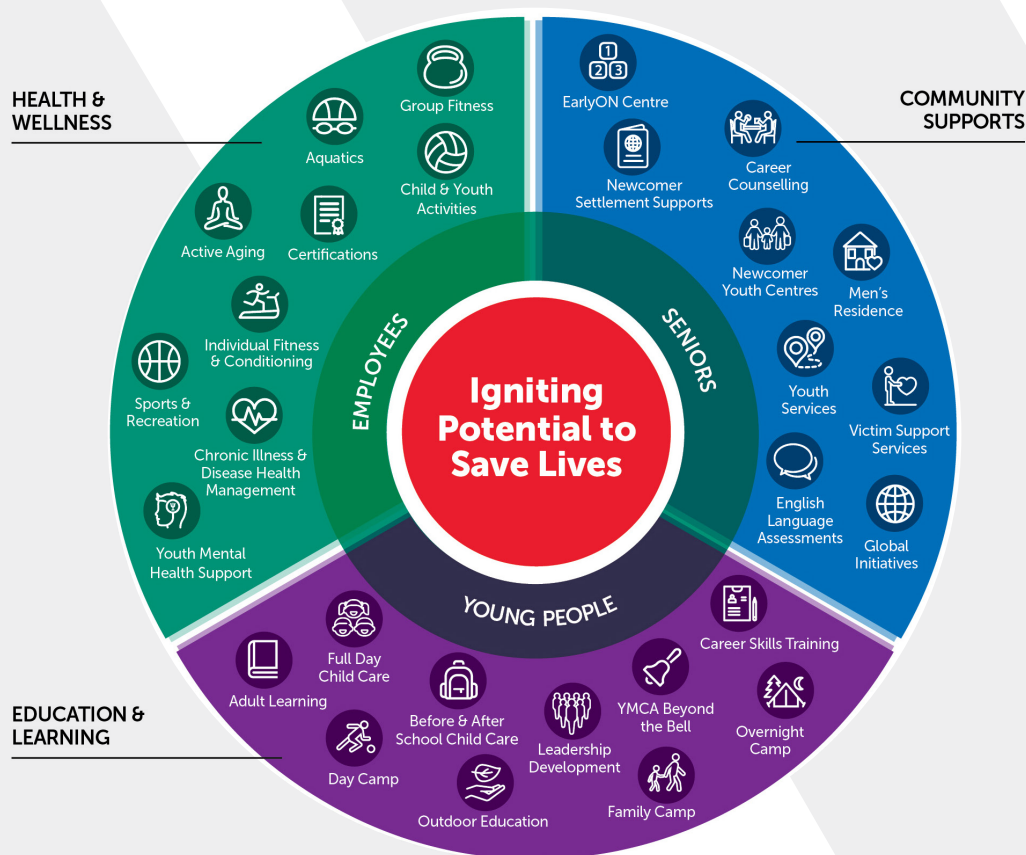 HEALTH &
WELLNESS
Group Fitness
Aquatics
Child & Youth
Activities
Active Aging
Certifications
Individual Fitness
& Conditioning
Sports &
Recreation
Chronic Illness &
Disease Health
Management
Youth Mental
Health Support
COMMUNITY
SUPPORTS
1
2 3
EarlyON Centre
Career
Counselling
Newcomer
Settlement Supports
Newcomer
Youth Centres
Men's
Residence
Youth
Services
Victim Support
Services
English
Language
Assessments
Global
Initiatives
EMPLOYEES
SENIORS
YOUNG PEOPLE
Igniting
Potential to
Save Lives
EDUCATION &
LEARNING
Career Skills Training
Full Day
Child Care
Adult Learning
Before & After
School Child Care
YMCA Beyond
the Bell
Leadership
Development
Overnight
Camp
Day Camp
Outdoor Education
Family Camp